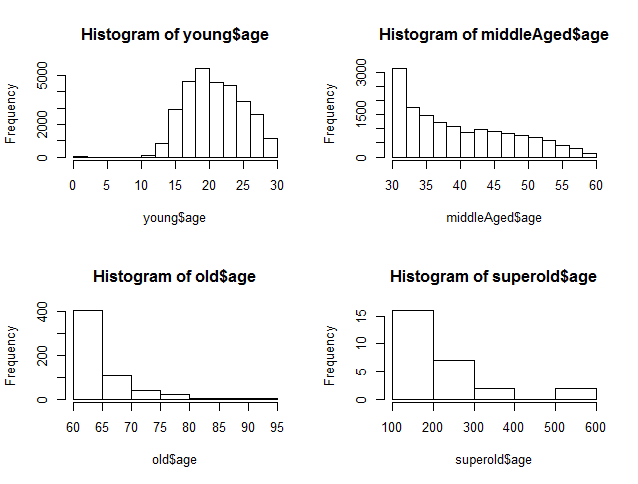 Histogram of young$age
Frequency
0 2000 5000
0 5 10 15 20 25 30
young$age
Histogram of middleAged$age
Frequency
0 1500 3000
30 35 40 45 50 55 60
middleAged$age
Histogram of old$age
Frequency
0 200 400
60 65 70 75 80 85 90 95
old$age
Histogram of superold$age
Frequency
0 5 10 15
100 200 300 400 500 600
superold$age